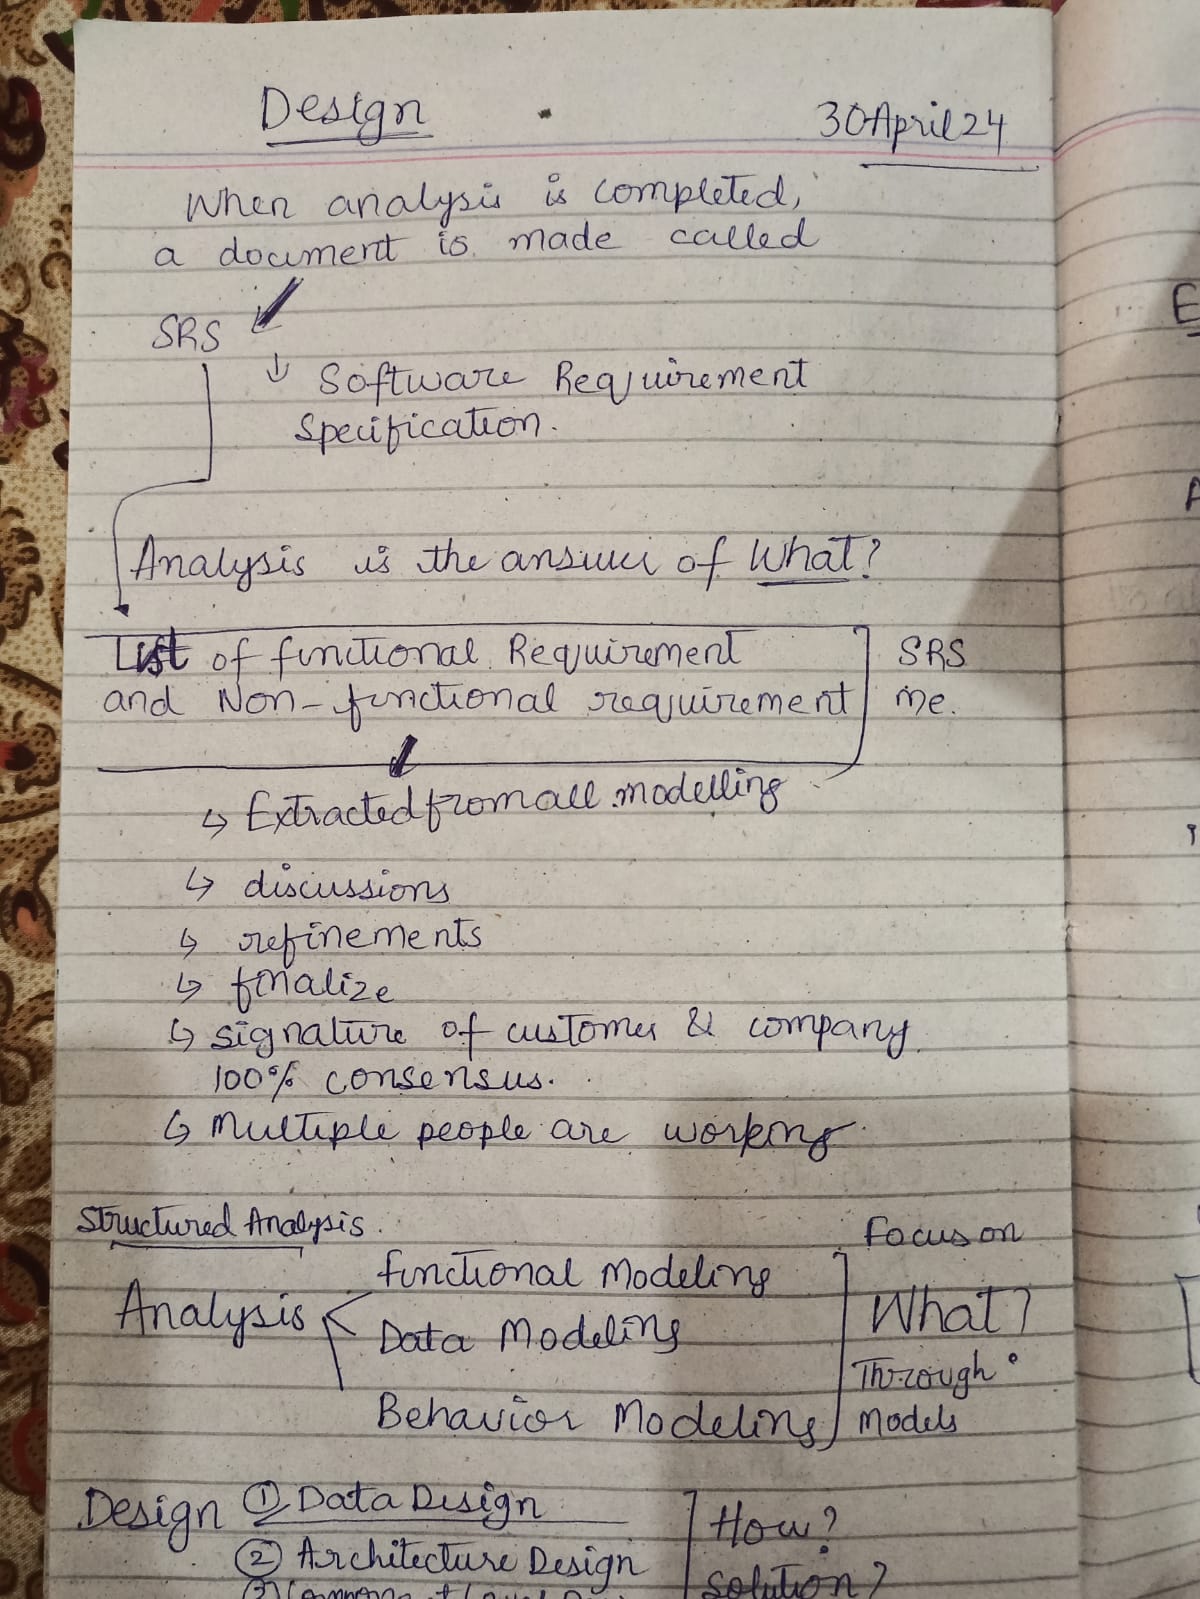 Design
30 April 24
When analysis is completed,
a document is made called
SRS
↓ Software Requirement
Specification.
Analysis is the answer of What?
List of functional Requirement
and Non-functional requirement
SRS
me.
↳ Extracted from all modelling
↳ discussions
↳ refinements
↳ finalize
↳ signature of customer & company
100% consensus.
↳ Multiple people are working
Structured Analysis.
Analysis
Functional Modeling
Data Modeling
Behavior Modeling
Focus on
What?
Through
Models
Design ① Data Design
② Architecture Design
How?
Solution?